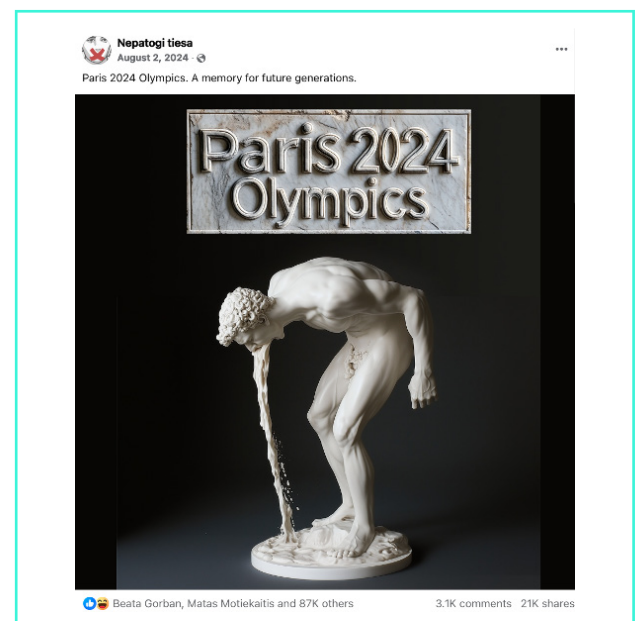 Nepatogi tiesa
August 2, 2024 ·
Paris 2024 Olympics. A memory for future generations.
Paris 2024
Olympics
Beata Gorban, Matas Motiekaitis and 87K others
3.1K comments 21K shares